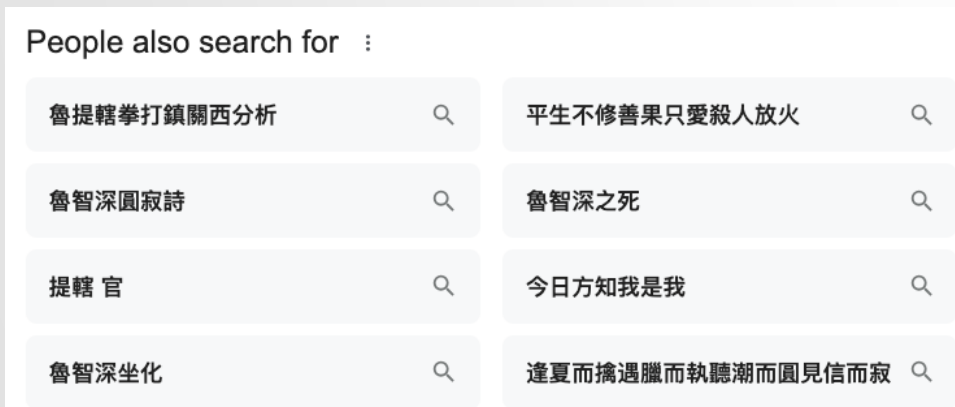 People also search for
魯提轄拳打鎮關西分析
平生不修善果只愛殺人放火
魯智深圓寂詩
魯智深之死
提轄 官
今日方知我是我
魯智深坐化
逢夏而擒遇臘而執聽潮而圓見信而寂